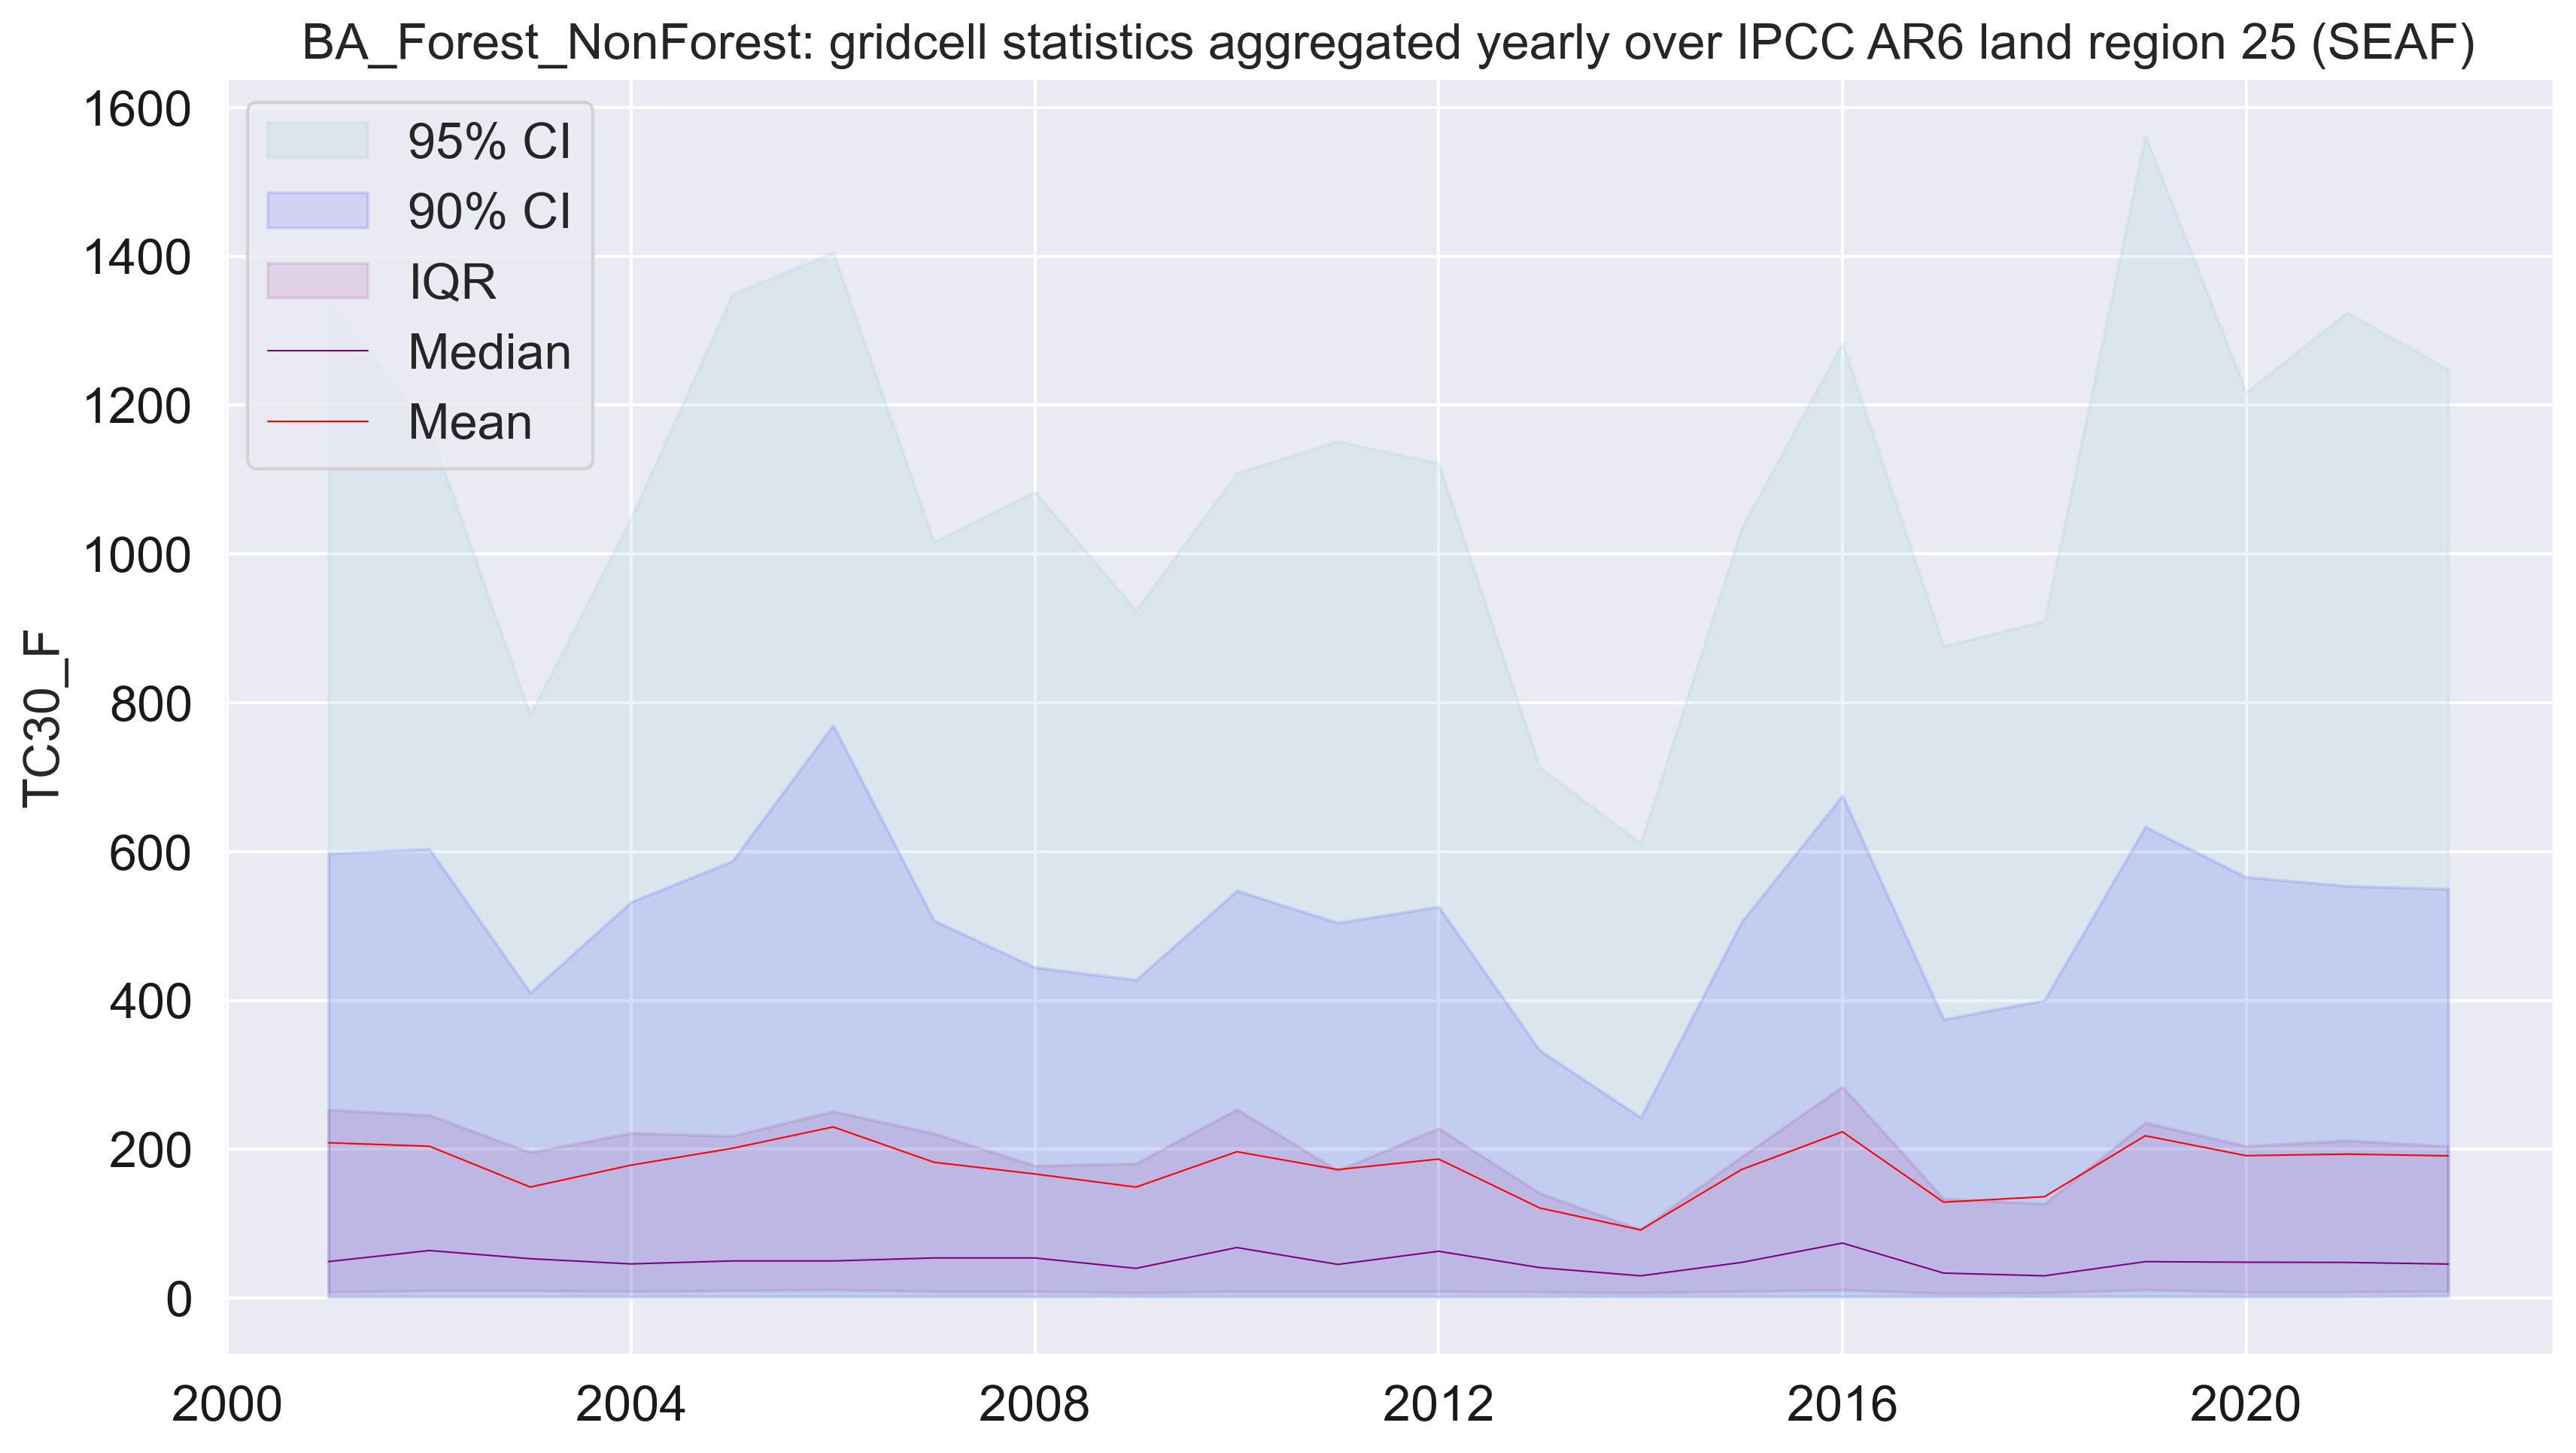 BA_Forest_NonForest: gridcell statistics aggregated yearly over IPCC AR6 land region 25 (SEAF)
1600
1400
1200
1000
800
600
400
200
0
TC30_F
95% CI
90% CI
IQR
Median
Mean
2000 2004 2008 2012 2016 2020